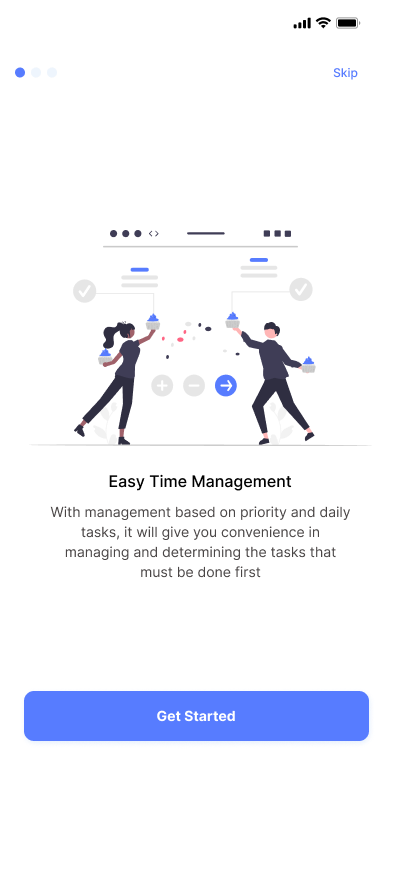 Skip
Easy Time Management
With management based on priority and daily
tasks, it will give you convenience in
managing and determining the tasks that
must be done first
Get Started